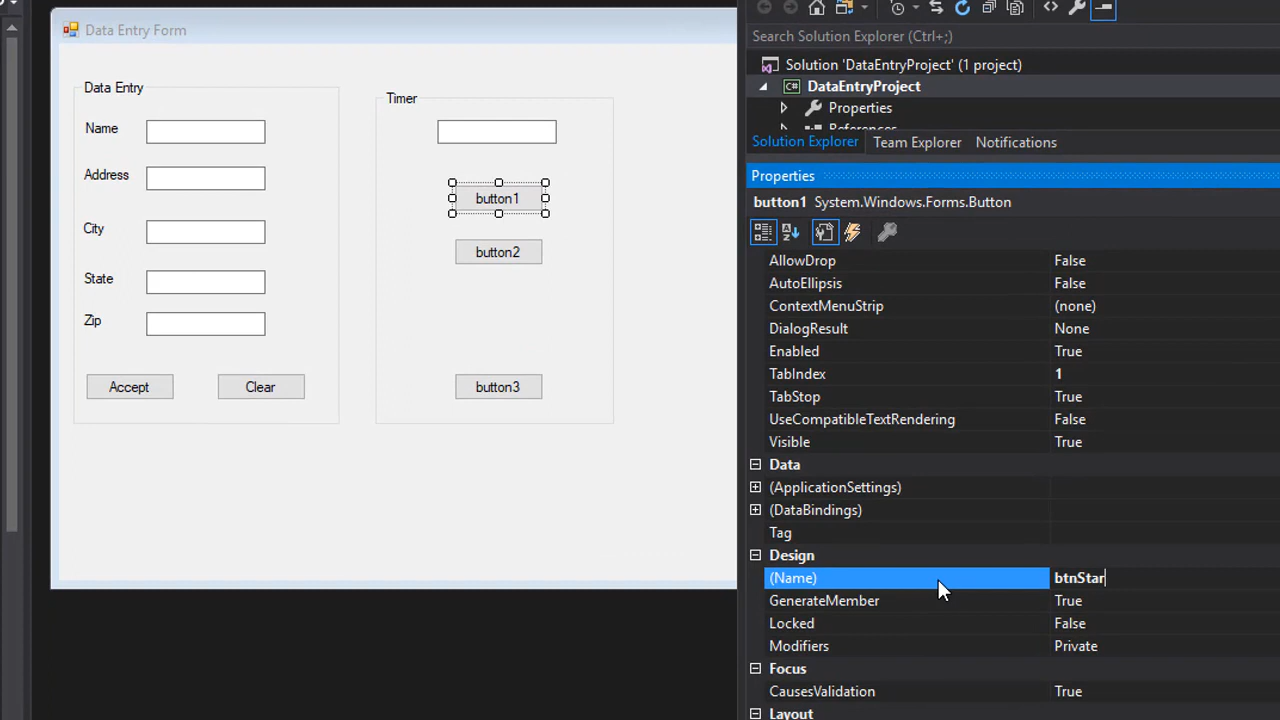 Data Entry Form
Data Entry
Name
Address
City
State
Zip
Accept
Clear
Timer
button1
button2
button3
Search Solution Explorer (Ctrl+;)
Solution 'DataEntryProject' (1 project)
C# DataEntryProject
Properties
References
Solution Explorer Team Explorer Notifications
Properties
button1 System.Windows.Forms.Button
AllowDrop False
AutoEllipsis False
ContextMenuStrip (none)
DialogResult None
Enabled True
TabIndex 1
TabStop True
UseCompatibleTextRendering False
Visible True
Data
(ApplicationSettings)
(DataBindings)
Tag
Design
(Name) btnStar
GenerateMember True
Locked False
Modifiers Private
Focus
CausesValidation True
Layout